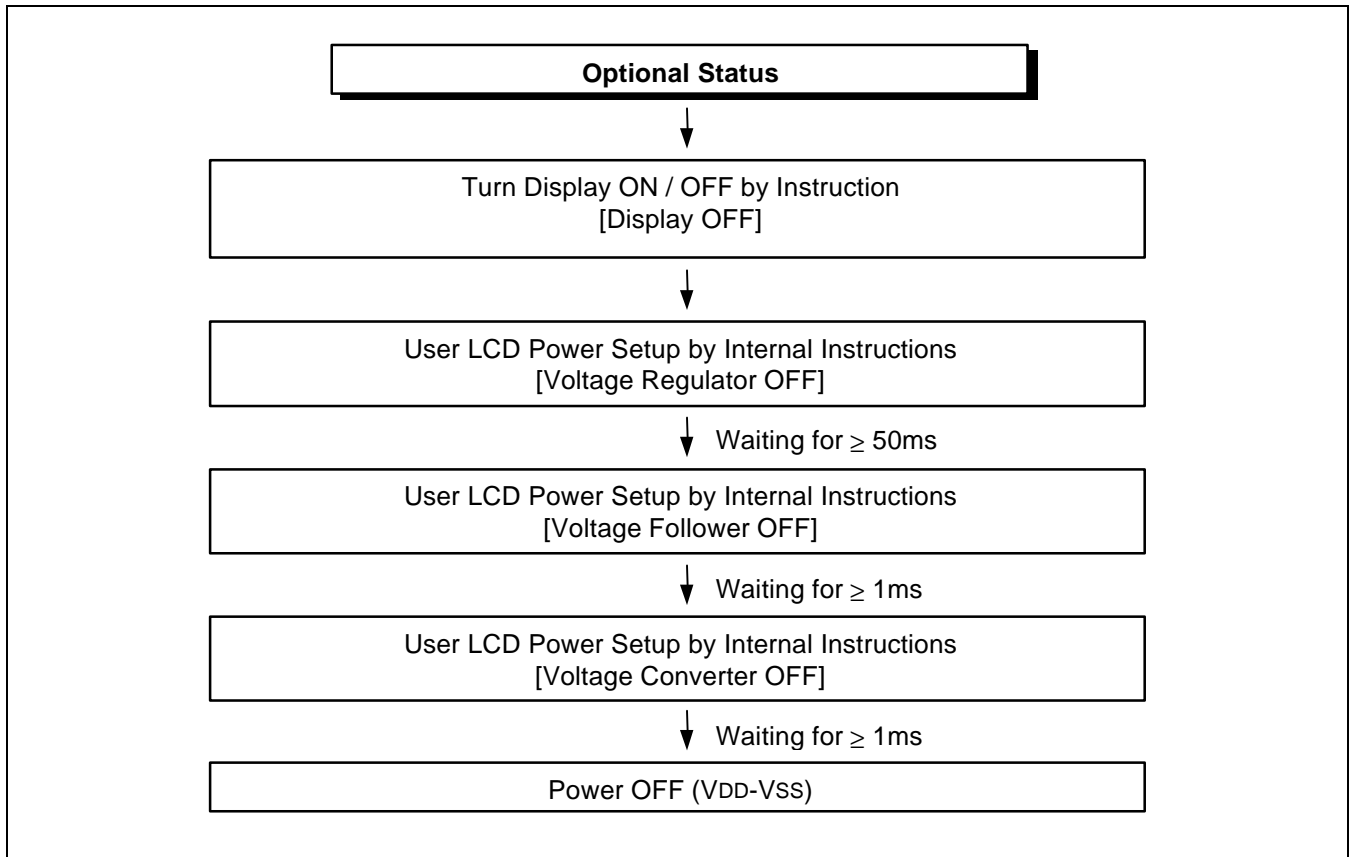 Optional Status
Turn Display ON / OFF by Instruction
[Display OFF]
User LCD Power Setup by Internal Instructions
[Voltage Regulator OFF]
Waiting for ≥ 50ms
User LCD Power Setup by Internal Instructions
[Voltage Follower OFF]
Waiting for ≥ 1ms
User LCD Power Setup by Internal Instructions
[Voltage Converter OFF]
Waiting for ≥ 1ms
Power OFF (VDD-VSS)